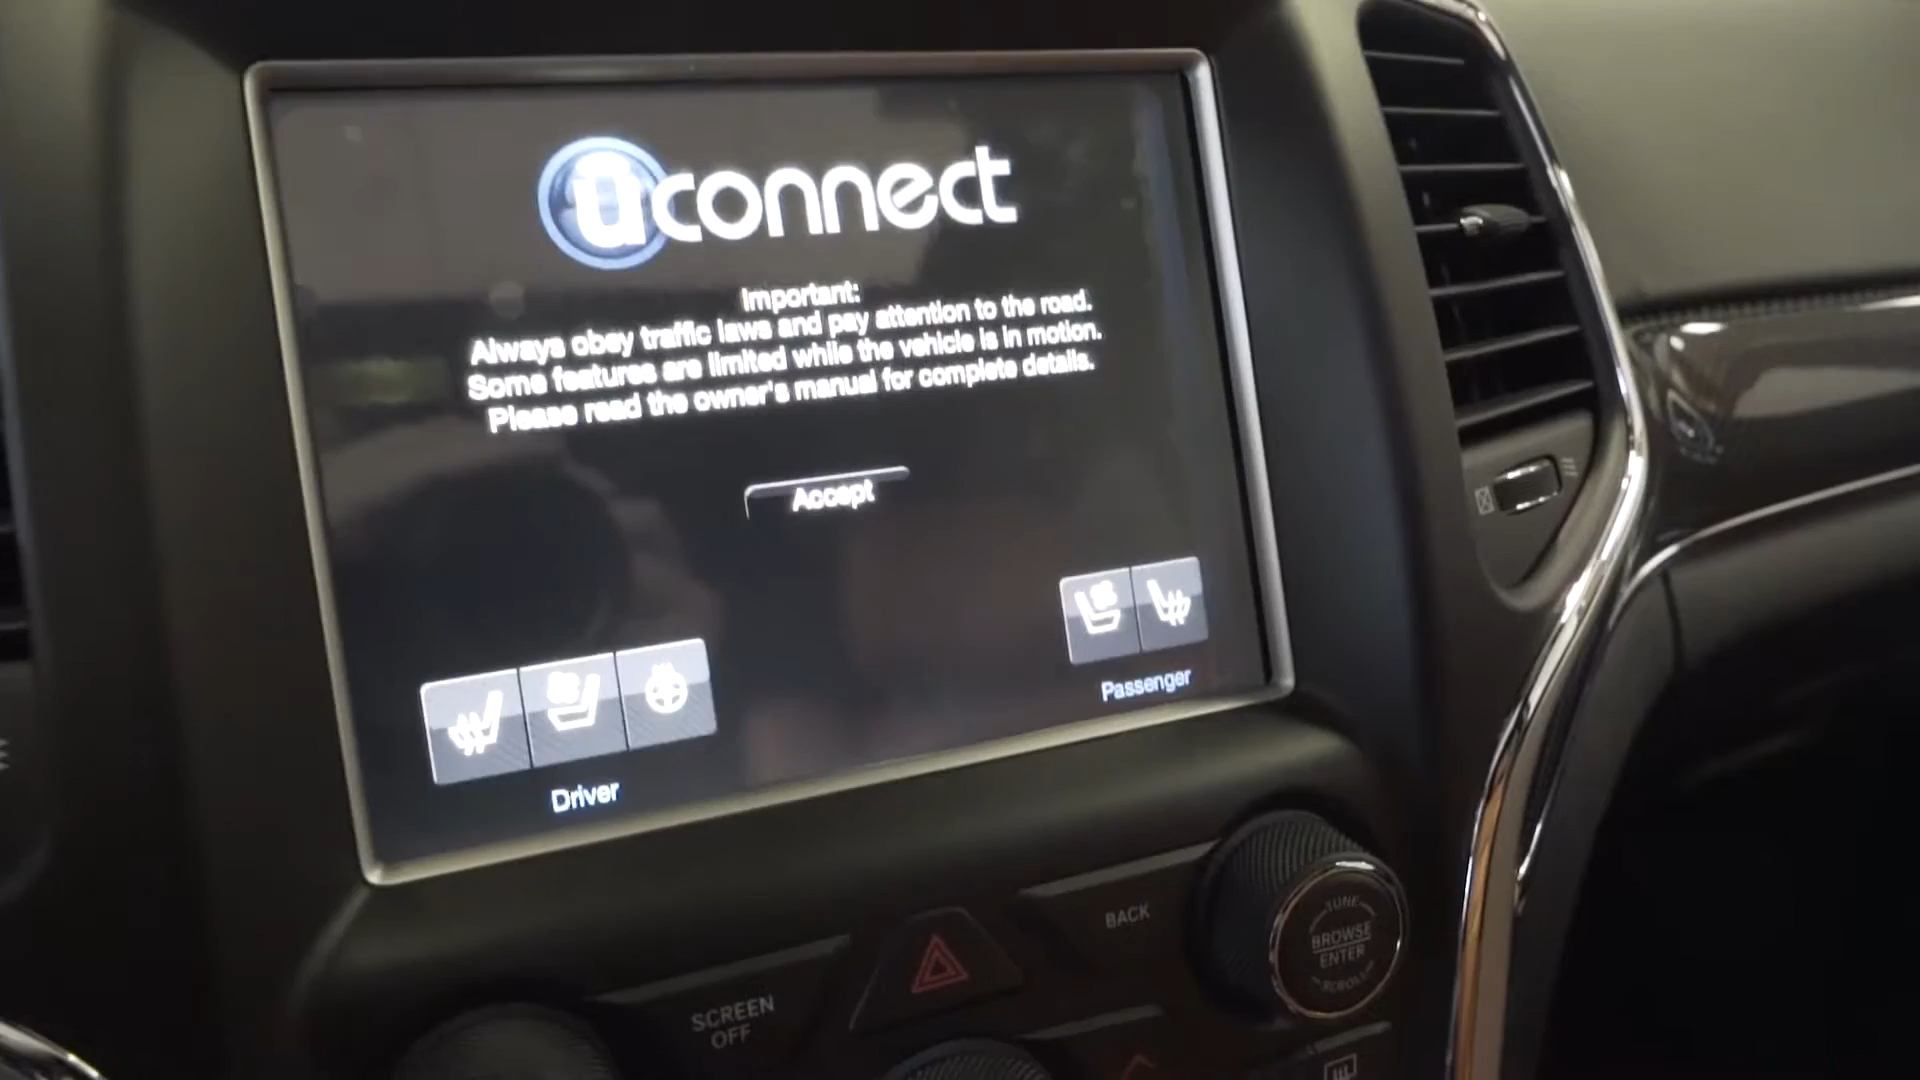 uconnect
Important:
Always obey traffic laws and pay attention to the road.
Some features are limited while the vehicle is in motion.
Please read the owner's manual for complete details.
Accept
Driver
Passenger
SCREEN
OFF
BACK
TUNE
BROWSE
ENTER
SCROLL